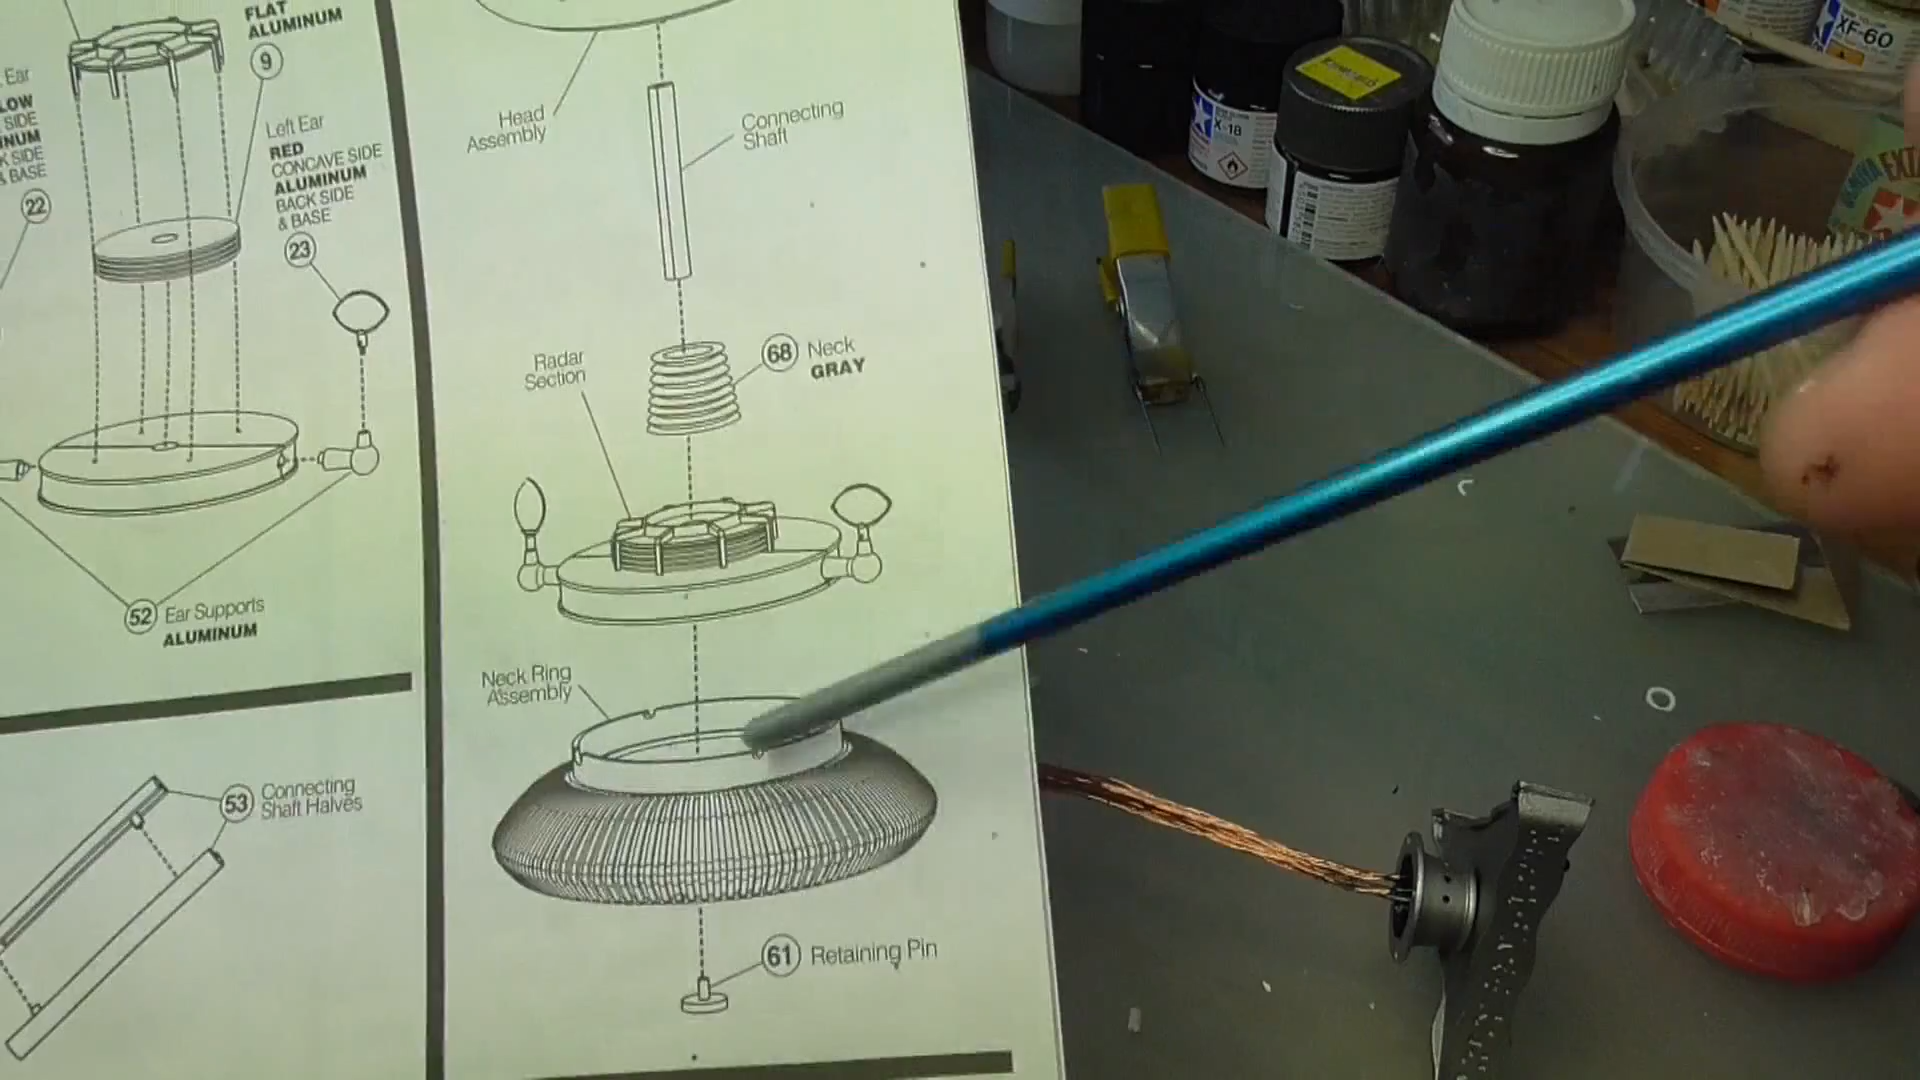 FLAT
ALUMINUM
9
Ear
LOW
SIDE
NUM
K SIDE
& BASE
22
Left Ear
RED
CONCAVE SIDE
ALUMINUM
BACK SIDE
& BASE
23
52 Ear Supports
ALUMINUM
53 Connecting
Shaft Halves
Head
Assembly
Connecting
Shaft
68 Neck
GRAY
Radar
Section
Neck Ring
Assembly
61 Retaining Pin
X-18
XF-60
EXT